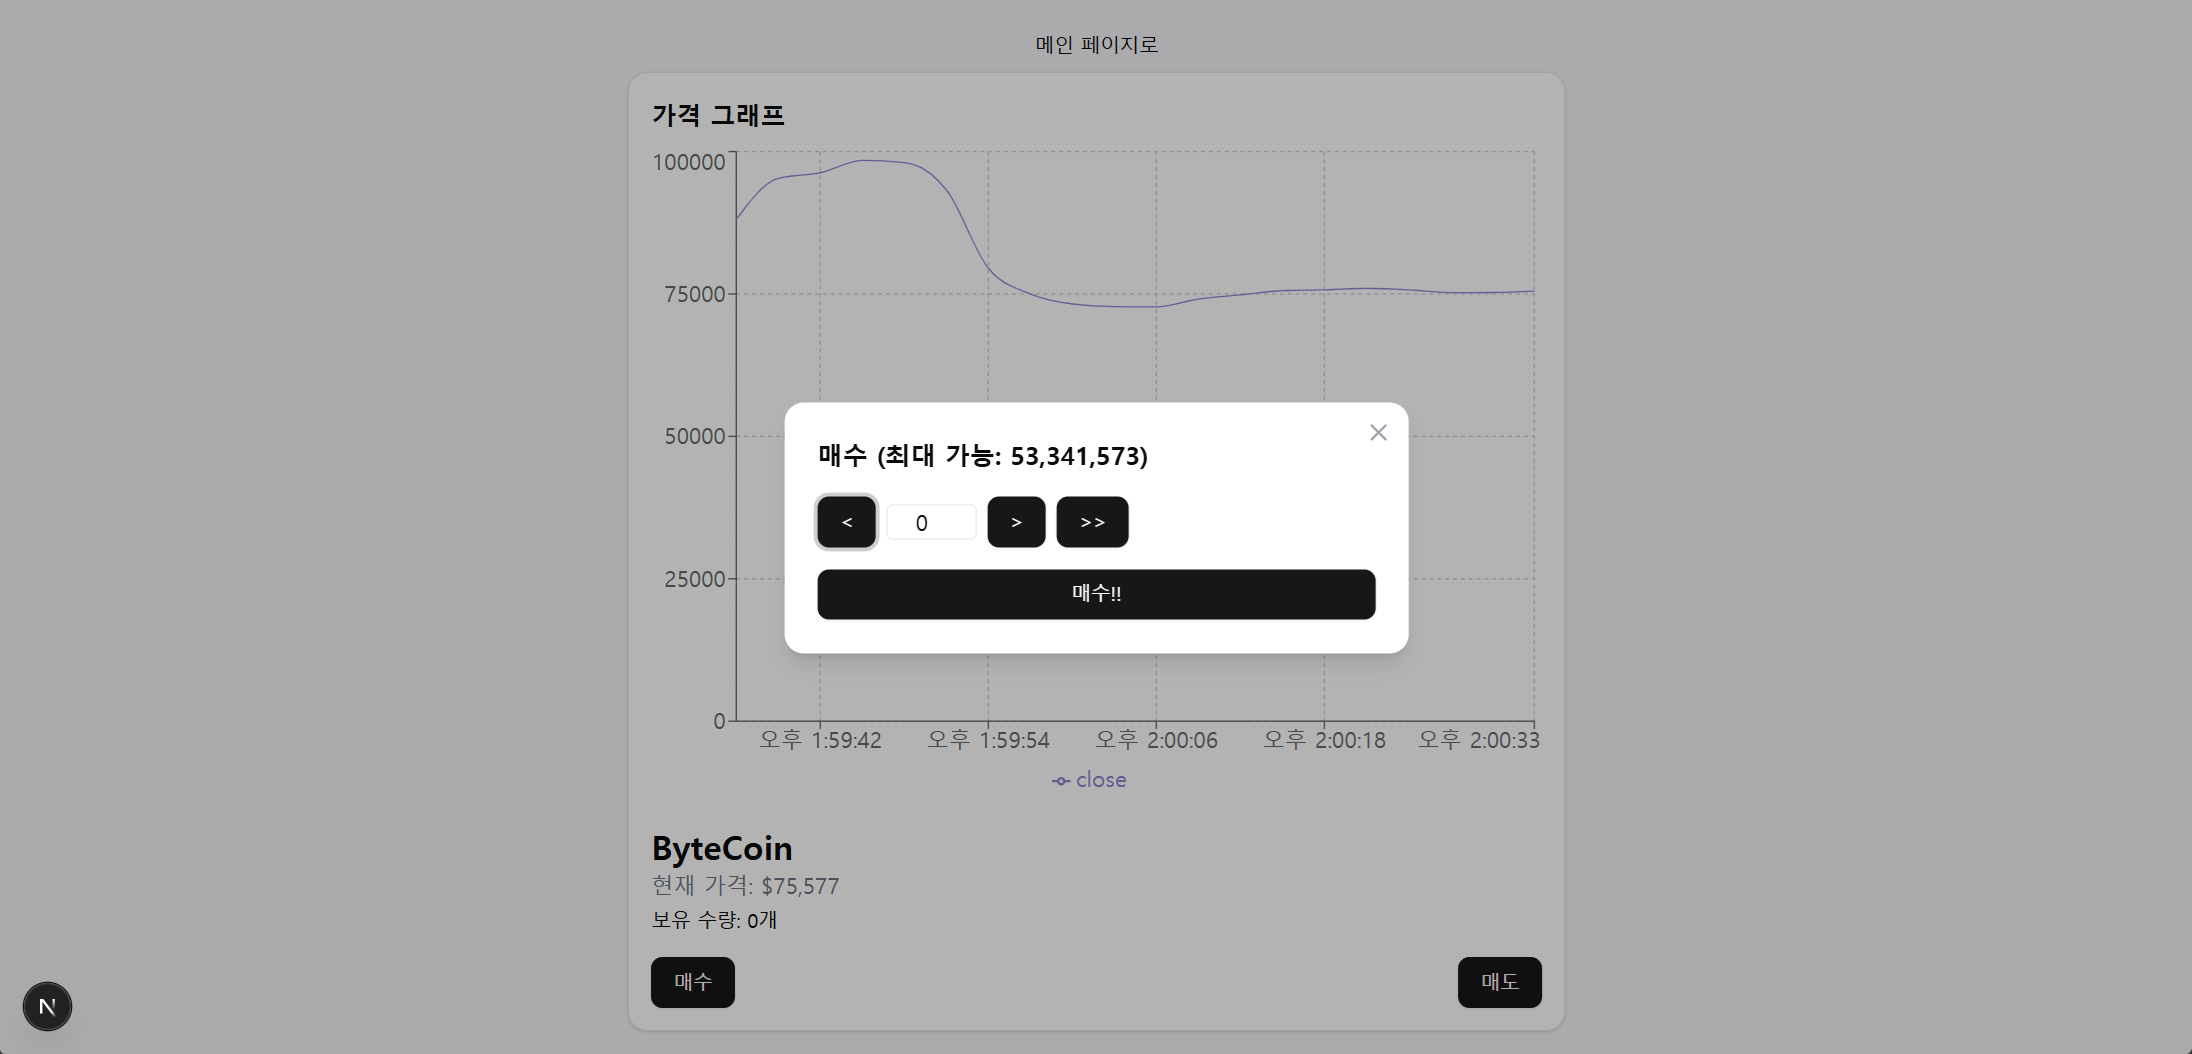 메인 페이지로
가격 그래프
100000
75000
50000
25000
0
오후 1:59:42 오후 1:59:54 오후 2:00:06 오후 2:00:18 오후 2:00:33
close
매수 (최대 가능: 53,341,573)
< 0 > >>
매수!!
ByteCoin
현재 가격: $75,577
보유 수량: 0개
매수 매도
N